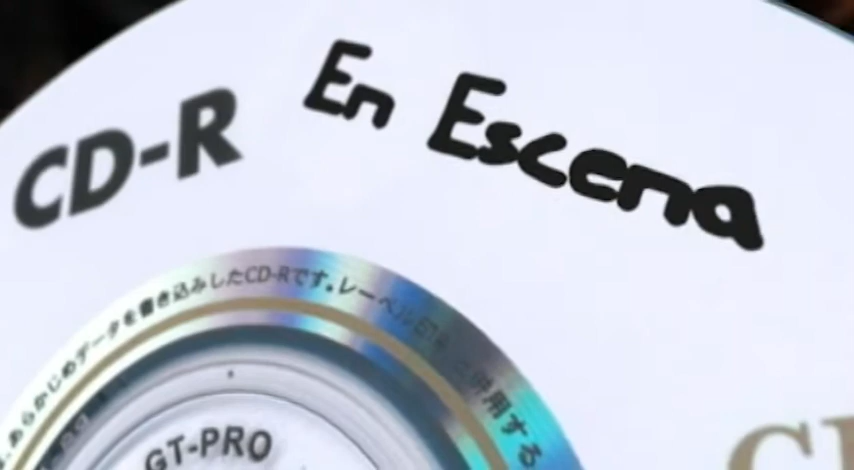 En Escena
CD-R
、あらかじめデータを書き込みしたCD-Rです。レーベル
併用する
GT-PRO